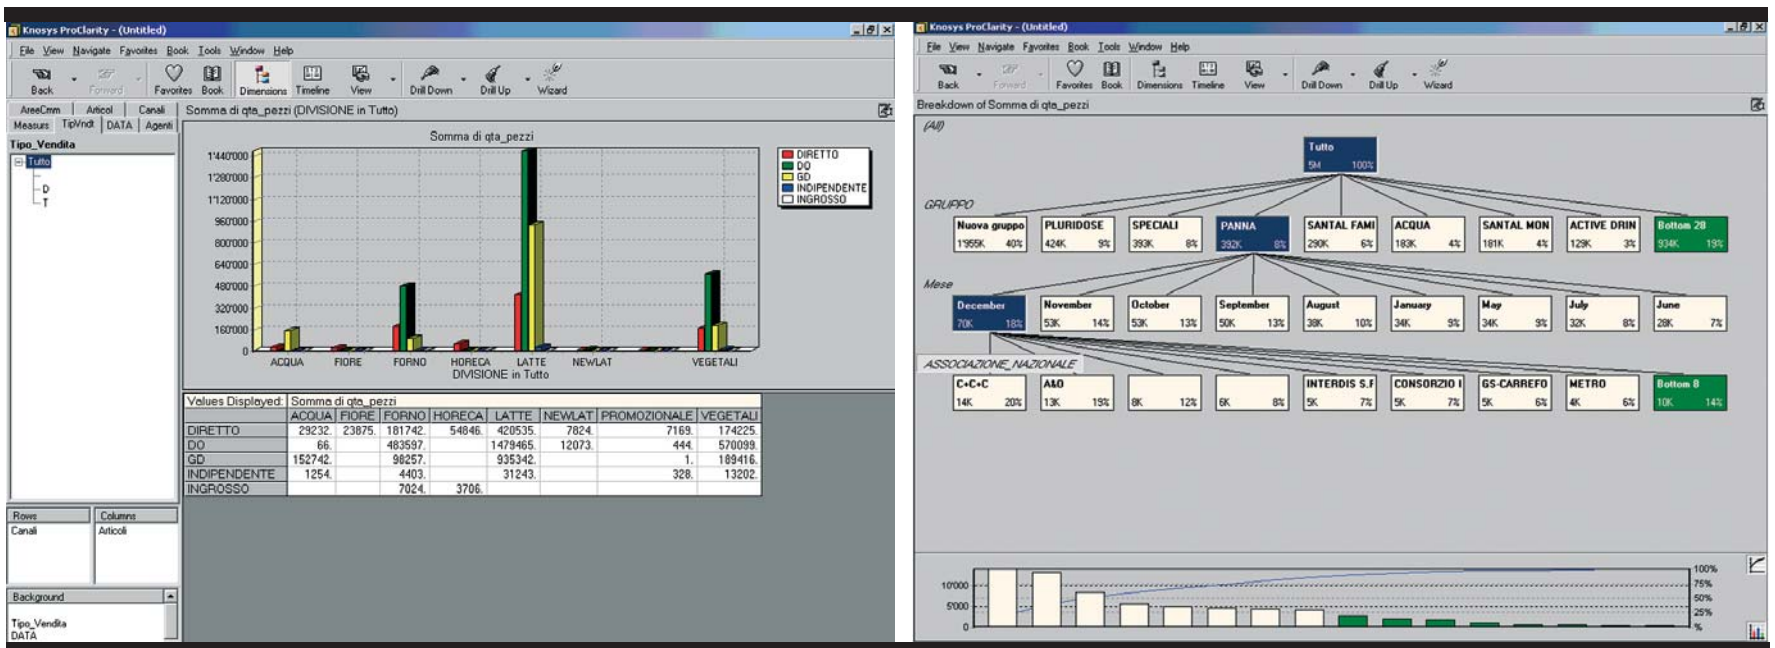 Knosys ProClarity - (Untitled)
File View Navigate Favorites Book Tools Window Help
Back Forward Favorites Book Dimensions Timeline View Drill Down Drill Up Wizard
AreeCmm Articol Canali
Measurs TipVndt DATA Agenti
Tipo_Vendita
Tutto
D
T
Rows Columns
Canali Articoli
Background
Tipo_Vendita
DATA
Somma di qta_pezzi (DIVISIONE in Tutto)
Somma di qta_pezzi
1'440'000
1'280'000
1'120'000
960'000
800'000
640'000
480'000
320'000
160'000
0
ACQUA FIORE FORNO HORECA LATTE NEWLAT VEGETALI
DIVISIONE in Tutto
DIRETTO
DO
GD
INDIPENDENTE
INGROSSO
Values Displayed: Somma di qta_pezzi
ACQUA FIORE FORNO HORECA LATTE NEWLAT PROMOZIONALE VEGETALI
DIRETTO 29232. 23875. 181742. 54846. 420535. 7824. 7169. 174225.
DO 66. 483597. 1479465. 12073. 444. 570099.
GD 152742. 98257. 935342. 1. 189416.
INDIPENDENTE 1254. 4403. 31243. 328. 13202.
INGROSSO 7024. 3706.
Knosys ProClarity - (Untitled)
File View Navigate Favorites Book Tools Window Help
Back Forward Favorites Book Dimensions Timeline View Drill Down Drill Up Wizard
Breakdown of Somma di qta_pezzi
(All)
Tutto
5M 100%
GRUPPO
Nuova gruppo PLURIDOSE SPECIALI PANNA SANTAL FAMI ACQUA SANTAL MON ACTIVE DRIN Bottom 28
1'955K 40% 424K 9% 393K 8% 392K 8% 290K 6% 183K 4% 181K 4% 129K 3% 934K 19%
Mese
December November October September August January May July June
70K 18% 53K 14% 53K 13% 50K 13% 38K 10% 34K 9% 34K 9% 32K 8% 28K 7%
ASSOCIAZIONE_NAZIONALE
C+C+C A&O INTERDIS S.F CONSORZIO I GS-CARREFO METRO Bottom 8
14K 20% 13K 19% 8K 12% 6K 8% 5K 7% 5K 7% 5K 6% 4K 6% 10K 14%
10'000
5'000
0
100%
75%
50%
25%
%